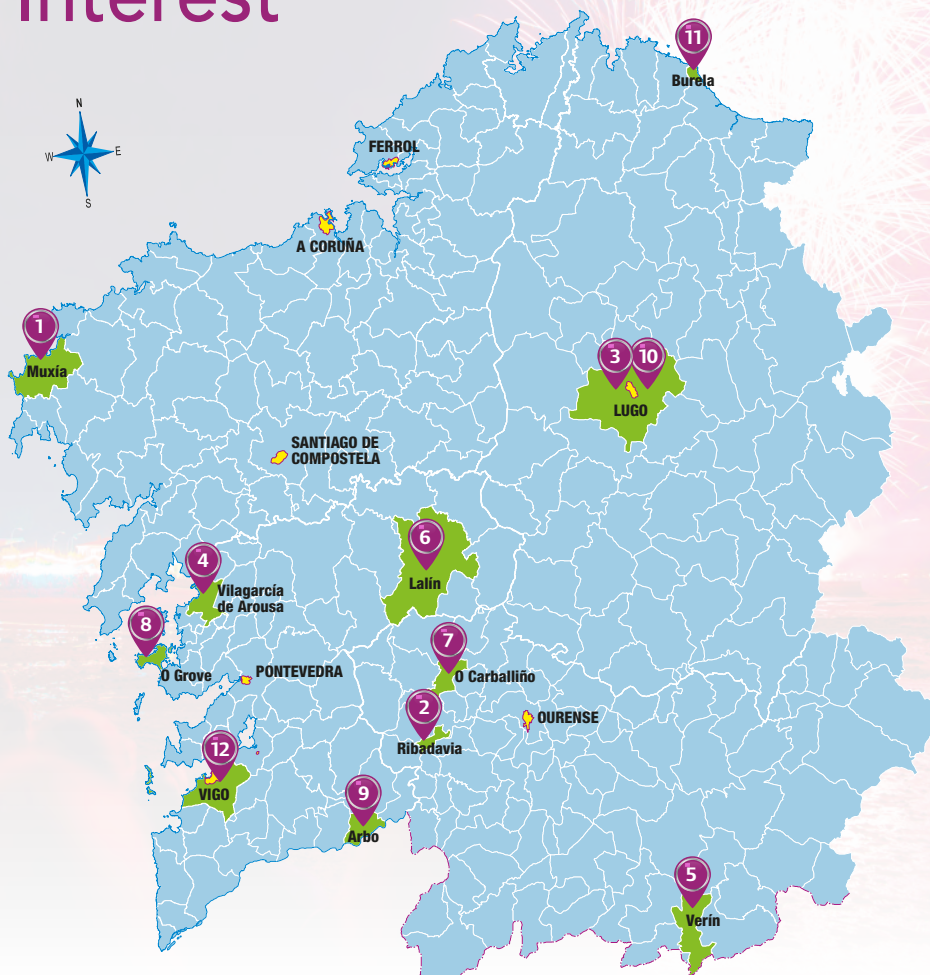 Interest
11
Burela
N
W
E
S
FERROL
A CORUÑA
1
Muxía
3
10
LUGO
SANTIAGO DE
COMPOSTELA
6
Lalín
4
Vilagarcía
de Arousa
8
O Grove
7
O Carballiño
PONTEVEDRA
2
Ribadavia
OURENSE
12
VIGO
9
Arbo
5
Verín